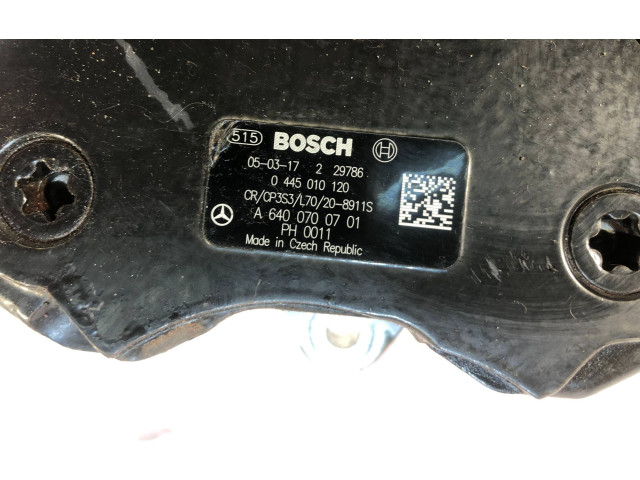 515 BOSCH
05-03-17 2 29786
0 445 010 120
CR/CP3S3/L70/20-8911S
A 640 070 07 01
PH 0011
Made in Czech Republic